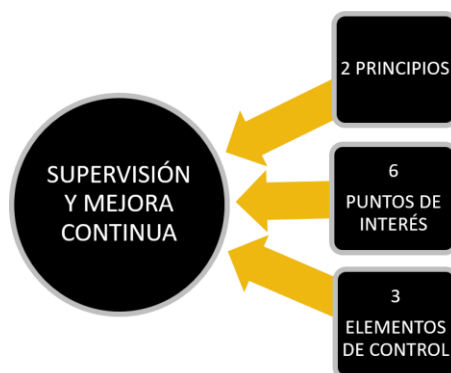 SUPERVISIÓN
Y MEJORA
CONTINUA
2 PRINCIPIOS
6
PUNTOS DE
INTERÉS
3
ELEMENTOS
DE CONTROL